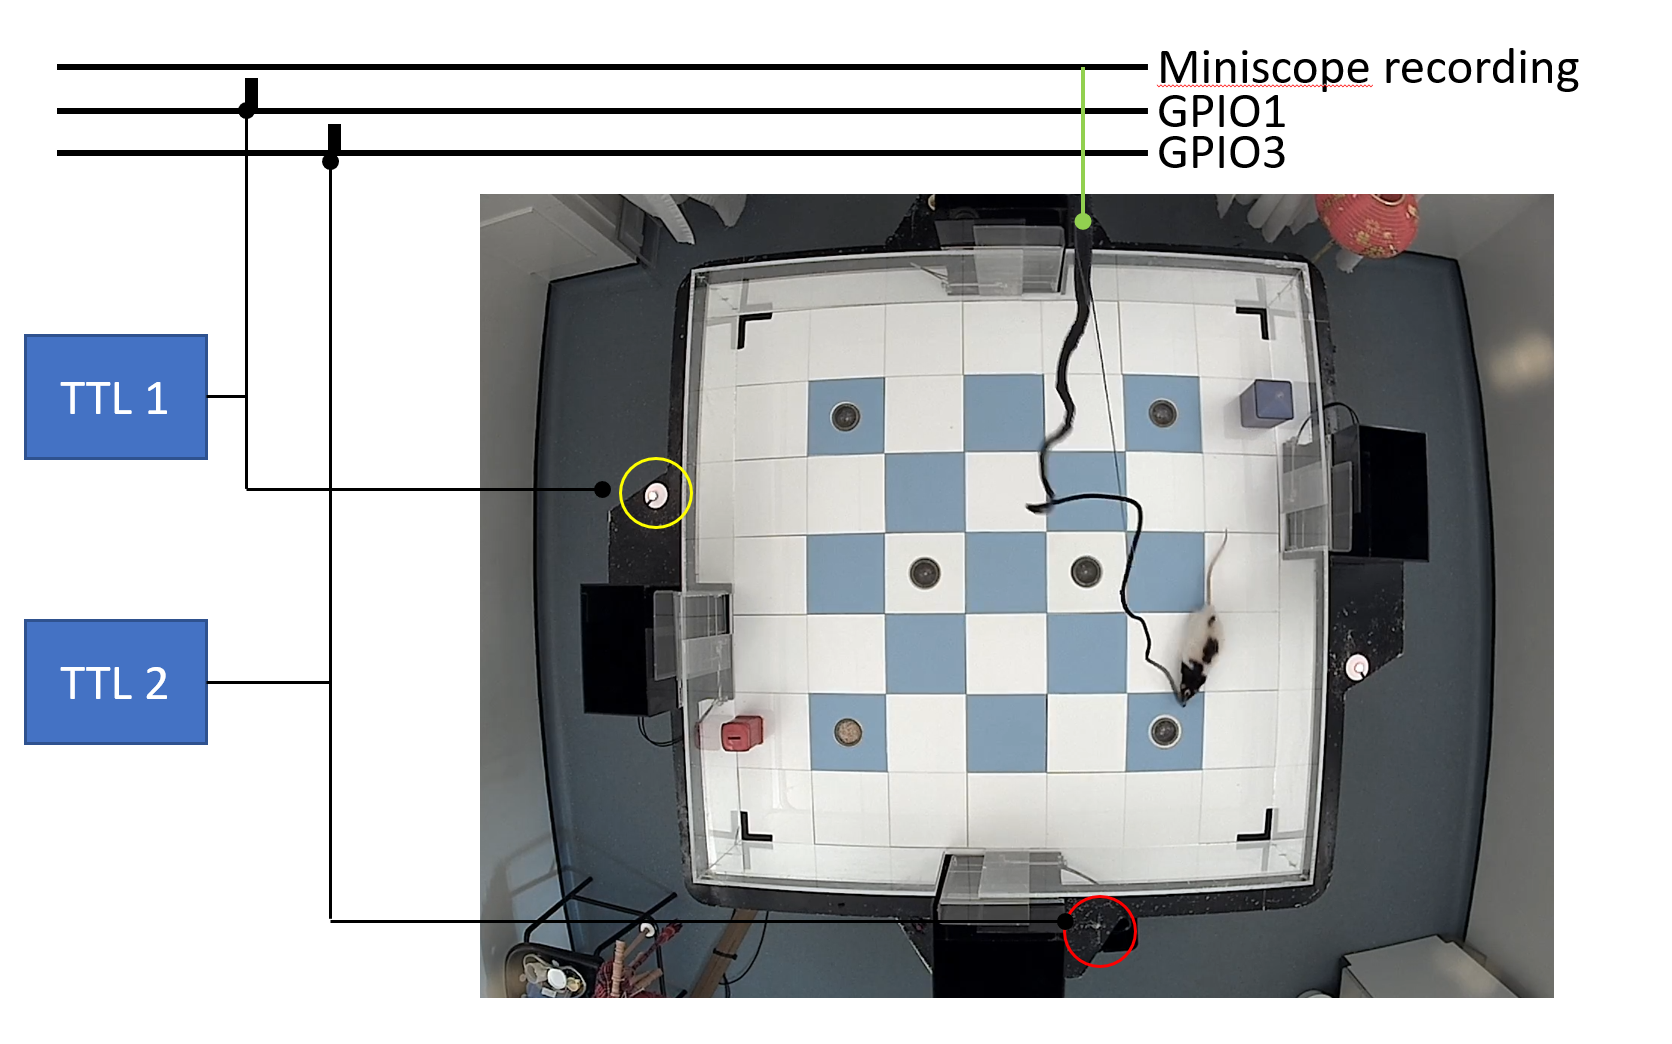 Miniscope recording
GPIO1
GPIO3
TTL 1
TTL 2